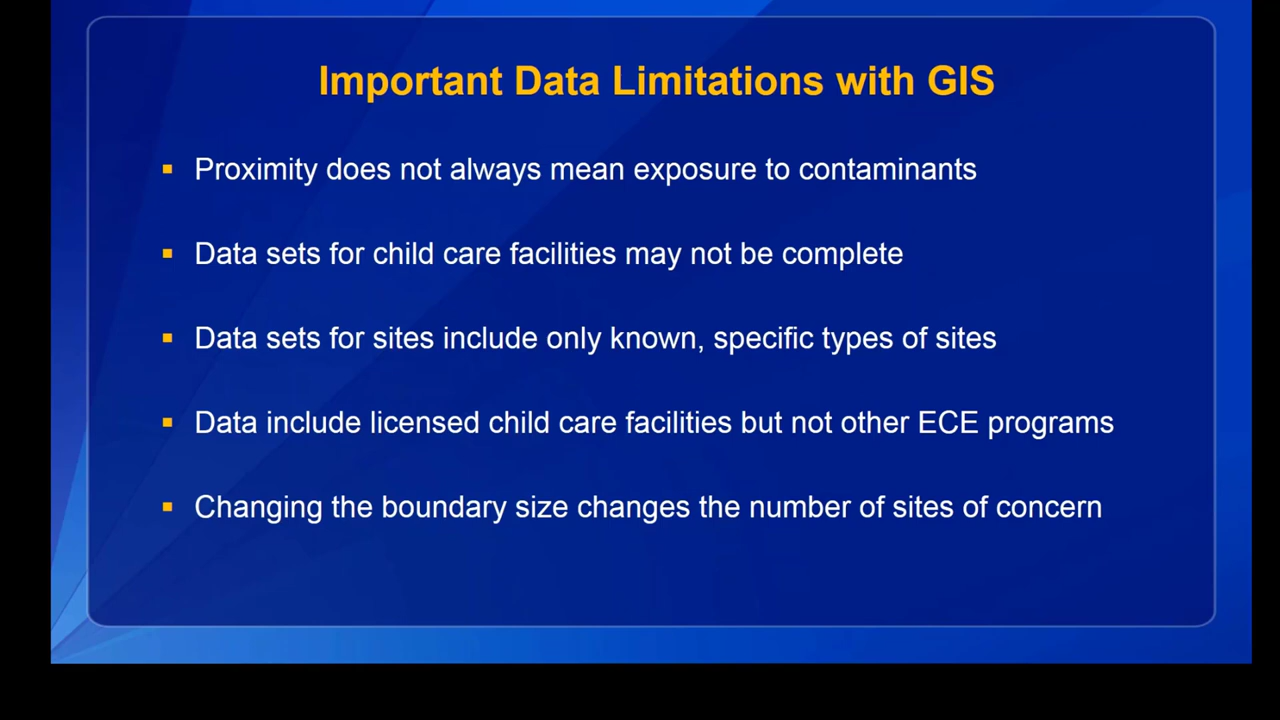 Important Data Limitations with GIS
▪ Proximity does not always mean exposure to contaminants
▪ Data sets for child care facilities may not be complete
▪ Data sets for sites include only known, specific types of sites
▪ Data include licensed child care facilities but not other ECE programs
▪ Changing the boundary size changes the number of sites of concern